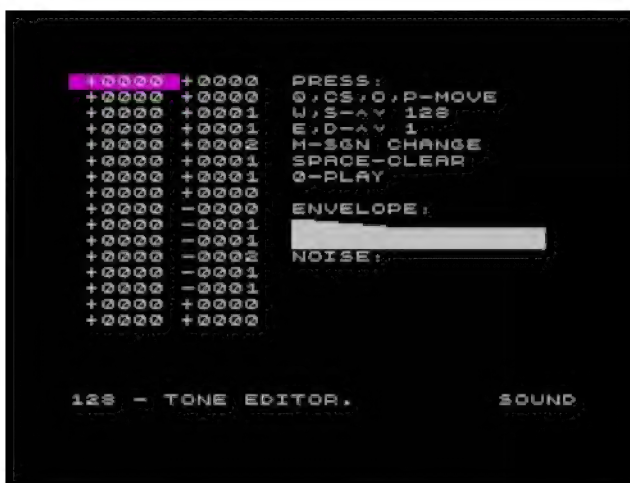 +0000 +0000 PRESS:
+0000 +0000 Q,CS,O,P-MOVE
+0000 +0001 W,S-^v 128
+0000 +0001 E,D-^v 1
+0000 +0002 M-SGN CHANGE
+0000 +0001 SPACE-CLEAR
+0000 +0001 0-PLAY
+0000 +0000
+0000 -0000 ENVELOPE:
+0000 -0001
+0000 -0001
+0000 -0002 NOISE:
+0000 -0001
+0000 -0001
+0000 +0000
+0000 +0000
128 - TONE EDITOR. SOUND